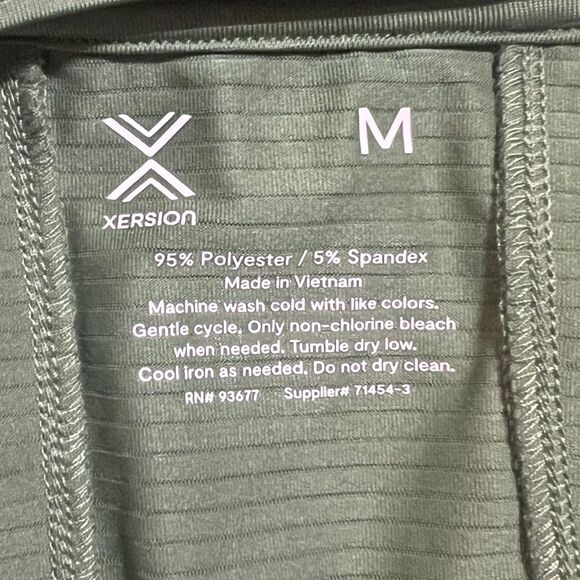 M
XERSION
95% Polyester / 5% Spandex
Made in Vietnam
Machine wash cold with like colors.
Gentle cycle. Only non-chlorine bleach
when needed. Tumble dry low.
Cool iron as needed. Do not dry clean.
RN# 93677 Supplier# 71454-3